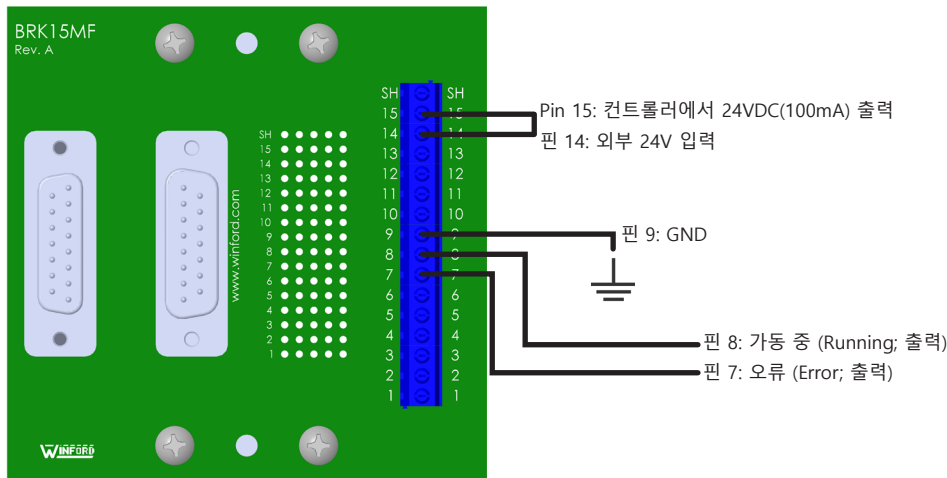 BRK15MF
Rev. A
www.winford.com
WINFORD
SH
15
14
13
12
11
10
9
8
7
6
5
4
3
2
1
SH SH
15 15
14 14
13 13
12 12
11 11
10 10
9 9
8 8
7 7
6 6
5 5
4 4
3 3
2 2
1 1
Pin 15: 컨트롤러에서 24VDC(100mA) 출력
핀 14: 외부 24V 입력
핀 9: GND
핀 8: 가동 중 (Running; 출력)
핀 7: 오류 (Error; 출력)